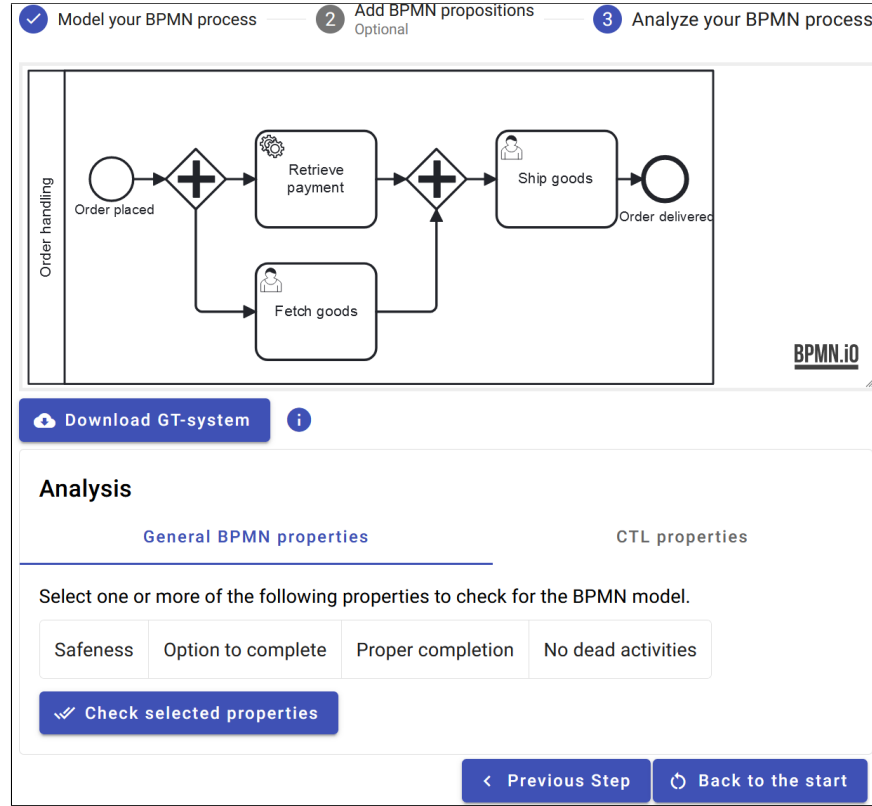 Model your BPMN process
2
Add BPMN propositions
Optional
3
Analyze your BPMN process
Order handling
Order placed
Retrieve
payment
Fetch goods
Ship goods
Order delivered
BPMN.iO
Download GT-system
i
Analysis
General BPMN properties
CTL properties
Select one or more of the following properties to check for the BPMN model.
Safeness
Option to complete
Proper completion
No dead activities
Check selected properties
Previous Step
Back to the start